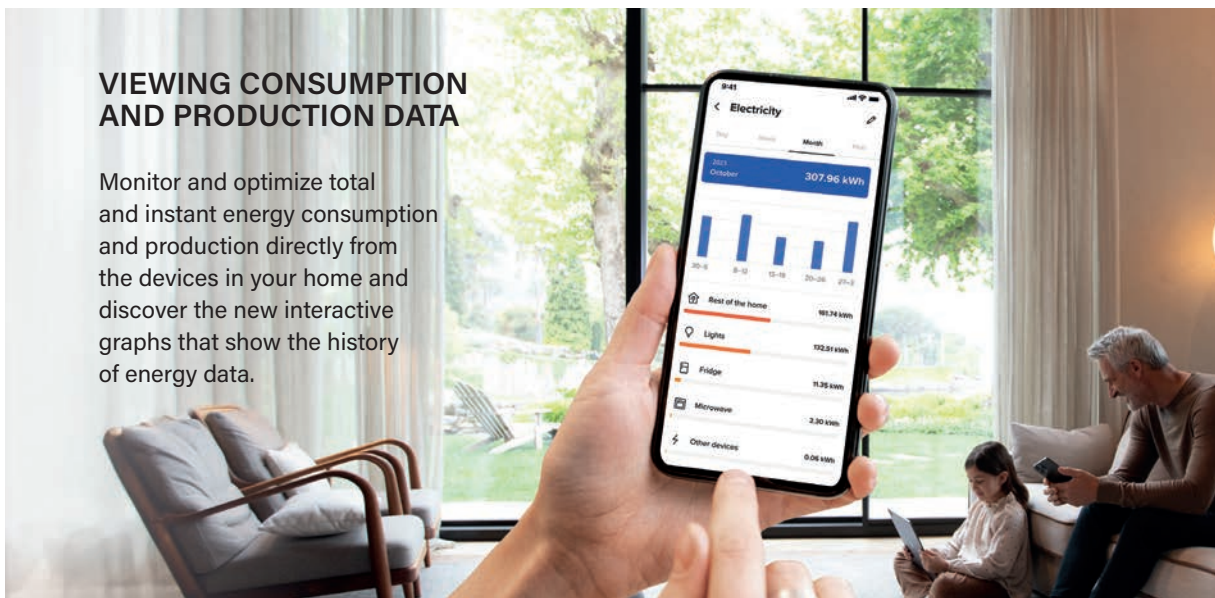 VIEWING CONSUMPTION
AND PRODUCTION DATA
Monitor and optimize total
and instant energy consumption
and production directly from
the devices in your home and
discover the new interactive
graphs that show the history
of energy data.
9:41
Electricity
Day Week Month
October 307.96 kWh
8-12 13-19 20-26 27-2
Rest of the home 161.74 kWh
Lights 132.51 kWh
Fridge 11.35 kWh
Microwave 2.30 kWh
Other devices 0.06 kWh